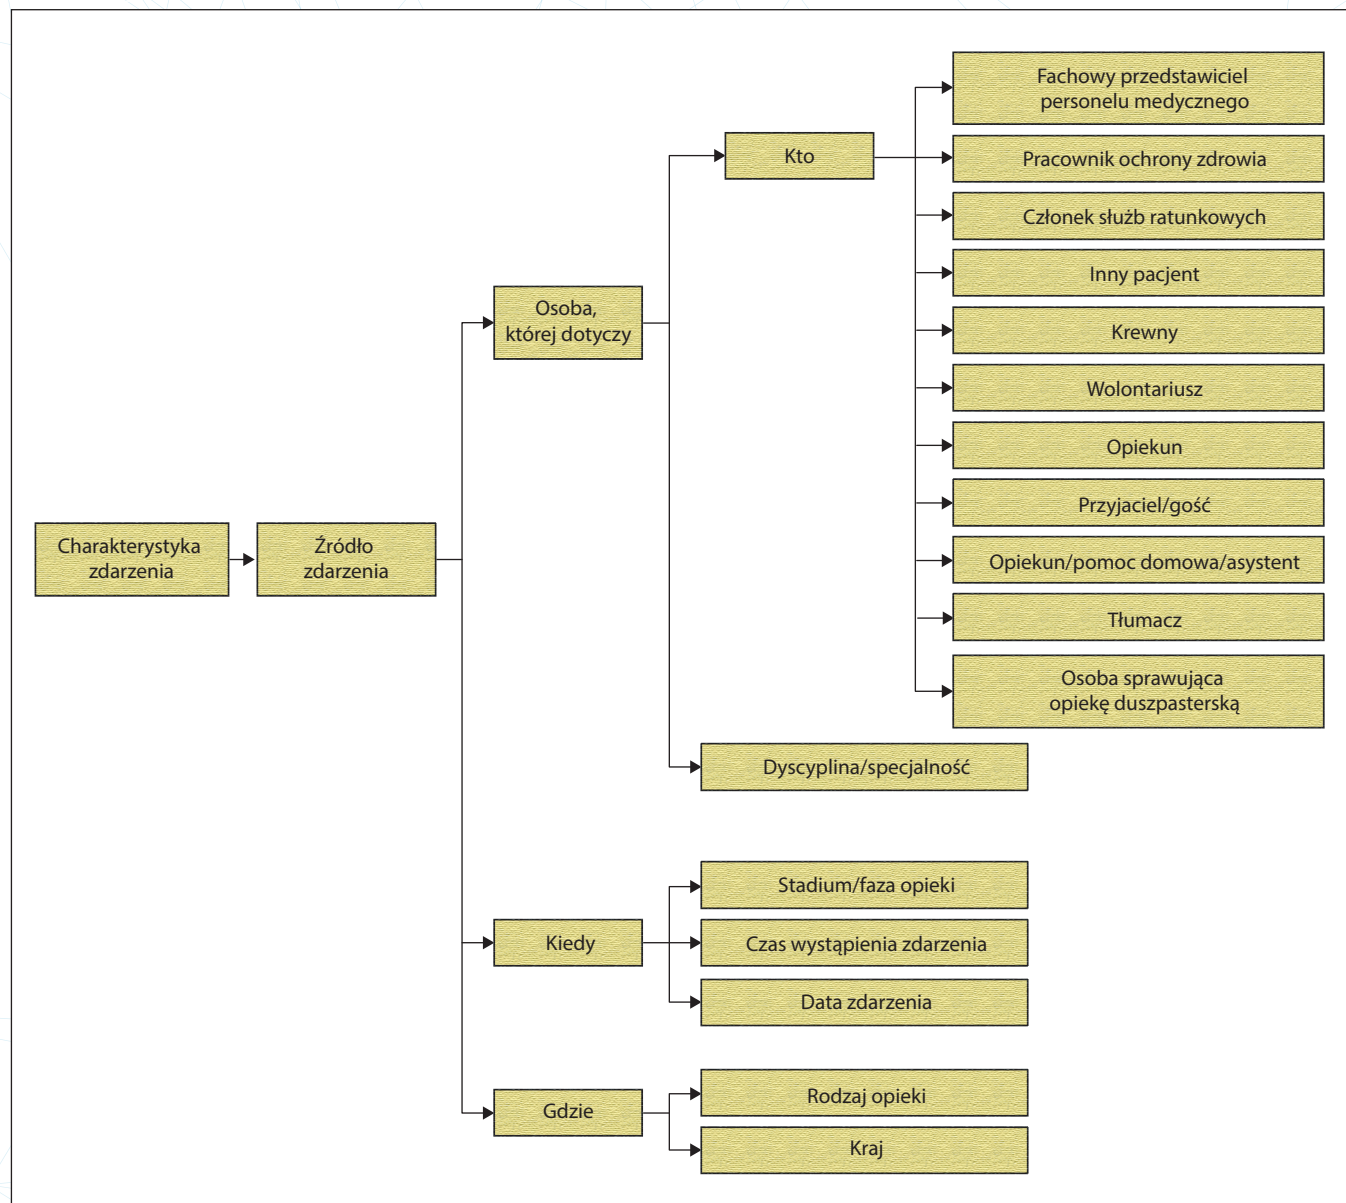 Charakterystyka
zdarzenia
Źródło
zdarzenia
Osoba,
której dotyczy
Kto
Fachowy przedstawiciel
personelu medycznego
Pracownik ochrony zdrowia
Członek służb ratunkowych
Inny pacjent
Krewny
Wolontariusz
Opiekun
Przyjaciel/gość
Opiekun/pomoc domowa/asystent
Tłumacz
Osoba sprawująca
opiekę duszpasterską
Dyscyplina/specjalność
Kiedy
Stadium/faza opieki
Czas wystąpienia zdarzenia
Data zdarzenia
Gdzie
Rodzaj opieki
Kraj